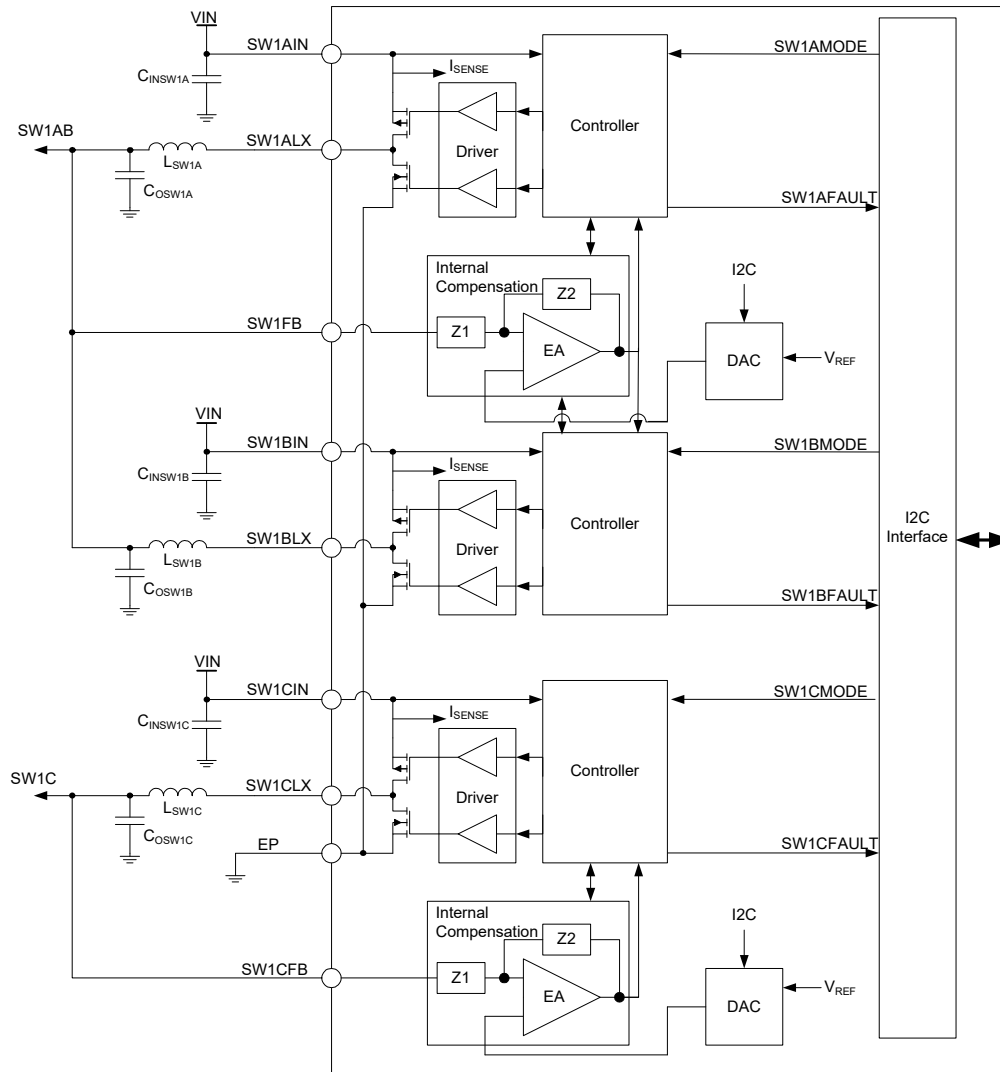 VIN
SW1AIN
SW1AMODE
CINSW1A
ISENSE
Controller
SW1AB
SW1ALX
Driver
LSW1A
COSW1A
SW1AFAULT
Internal
Compensation
I2C
Z2
SW1FB
Z1
EA
DAC
VREF
VIN
SW1BIN
SW1BMODE
CINSW1B
ISENSE
Controller
I2C
Interface
SW1BLX
Driver
LSW1B
COSW1B
SW1BFAULT
VIN
SW1CIN
SW1CMODE
CINSW1C
ISENSE
Controller
SW1C
SW1CLX
Driver
LSW1C
COSW1C
EP
SW1CFAULT
Internal
Compensation
I2C
Z2
SW1CFB
Z1
EA
DAC
VREF